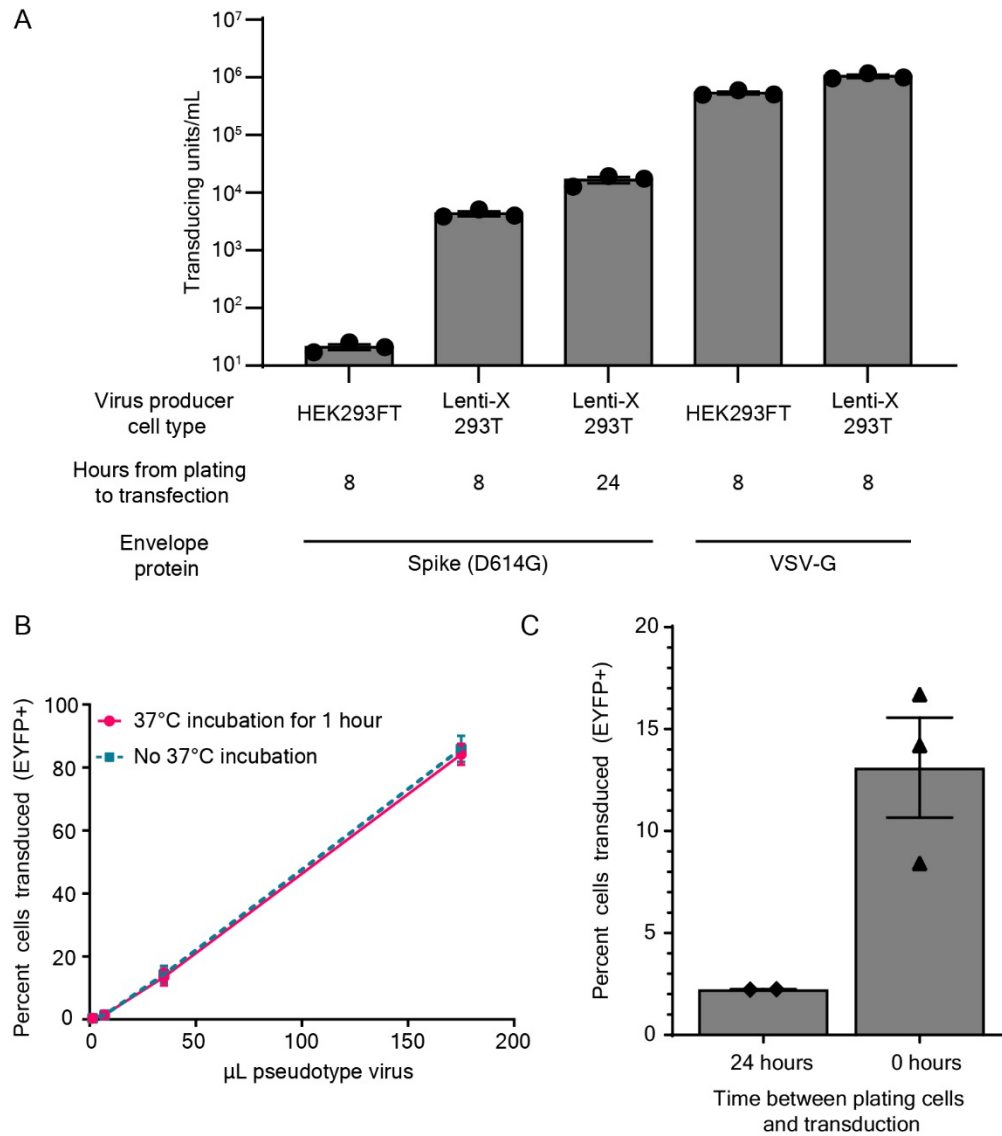 A
Transducing units/mL
10⁷
10⁶
10⁵
10⁴
10³
10²
10¹
Virus producer
cell type
HEK293FT
Lenti-X
293T
Lenti-X
293T
HEK293FT
Lenti-X
293T
Hours from plating
to transfection
8
8
24
8
8
Envelope
protein
Spike (D614G)
VSV-G
B
Percent cells transduced (EYFP+)
100
80
60
40
20
0
37°C incubation for 1 hour
No 37°C incubation
0
50
100
150
200
µL pseudotype virus
C
Percent cells transduced (EYFP+)
20
15
10
5
0
24 hours
0 hours
Time between plating cells
and transduction